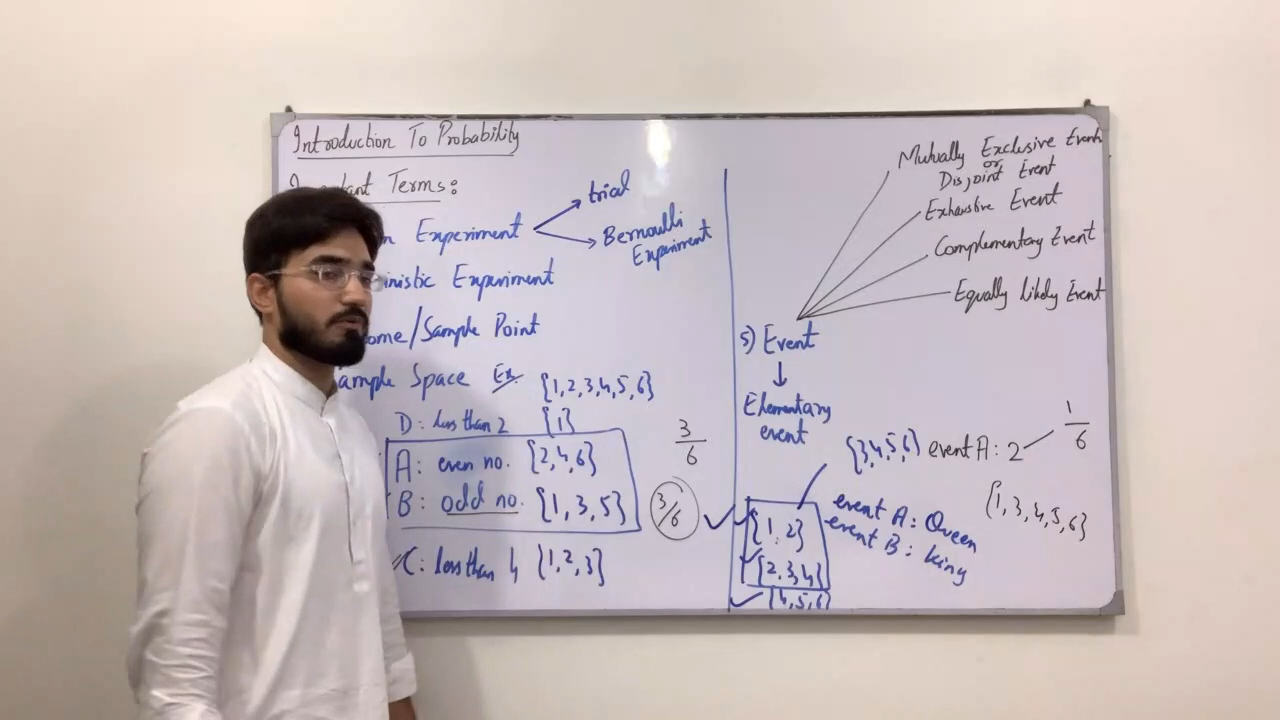 Introduction To Probability
Terms:
Experiment
trial
Bernoulli
Experiment
Experiment
/Sample Point
Space Ex {1,2,3,4,5,6}
D: less than 2 {1}
A: even no. {2,4,6}
B: odd no. {1,3,5}
C: less than 4 {1,2,3}
3/6
3/6
Mutually Exclusive Events
or
Disjoint Event
Exhaustive Event
Complementary Event
Equally Likely Event
5) Event
Elementary
event
{3,4,5,6} event A: 2
1/6
{1,3,4,5,6}
{1,2}
{2,3,4}
{4,5,6}
event A: Queen
event B: king